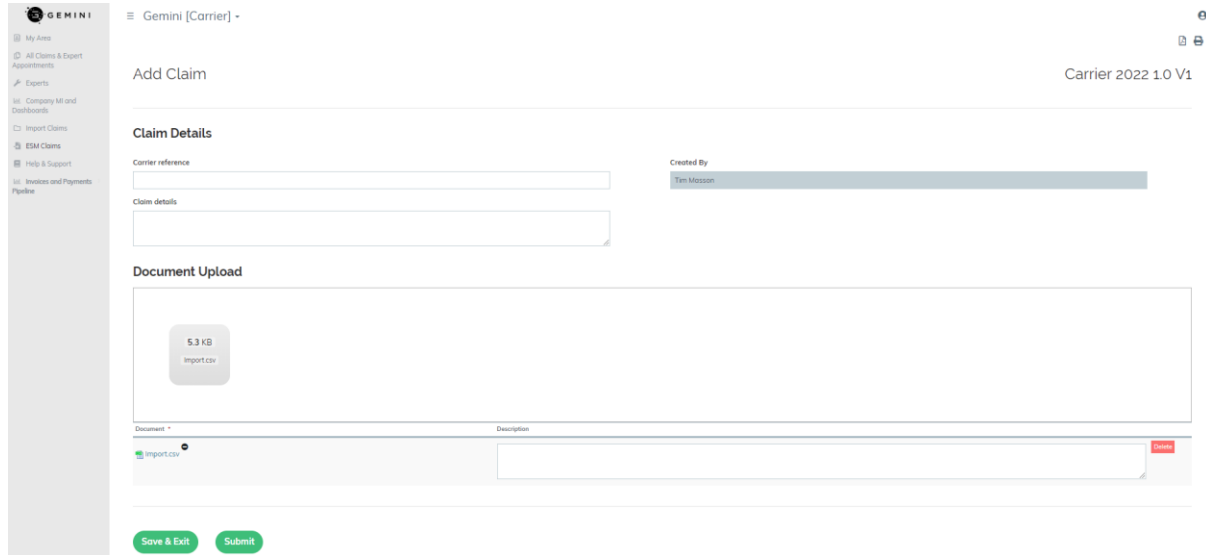 GEMINI
Gemini [Carrier]
My Area
All Claims & Expert
Appointments
Experts
Company MI and
Dashboards
Import Claims
ESM Claims
Help & Support
Invoices and Payments
Pipeline
Add Claim
Carrier 2022 1.0 V1
Claim Details
Carrier reference
Created By
Tim Mosson
Claim details
Document Upload
5.3 KB
Import.csv
Document *
Description
Import.csv
Delete
Save & Exit
Submit